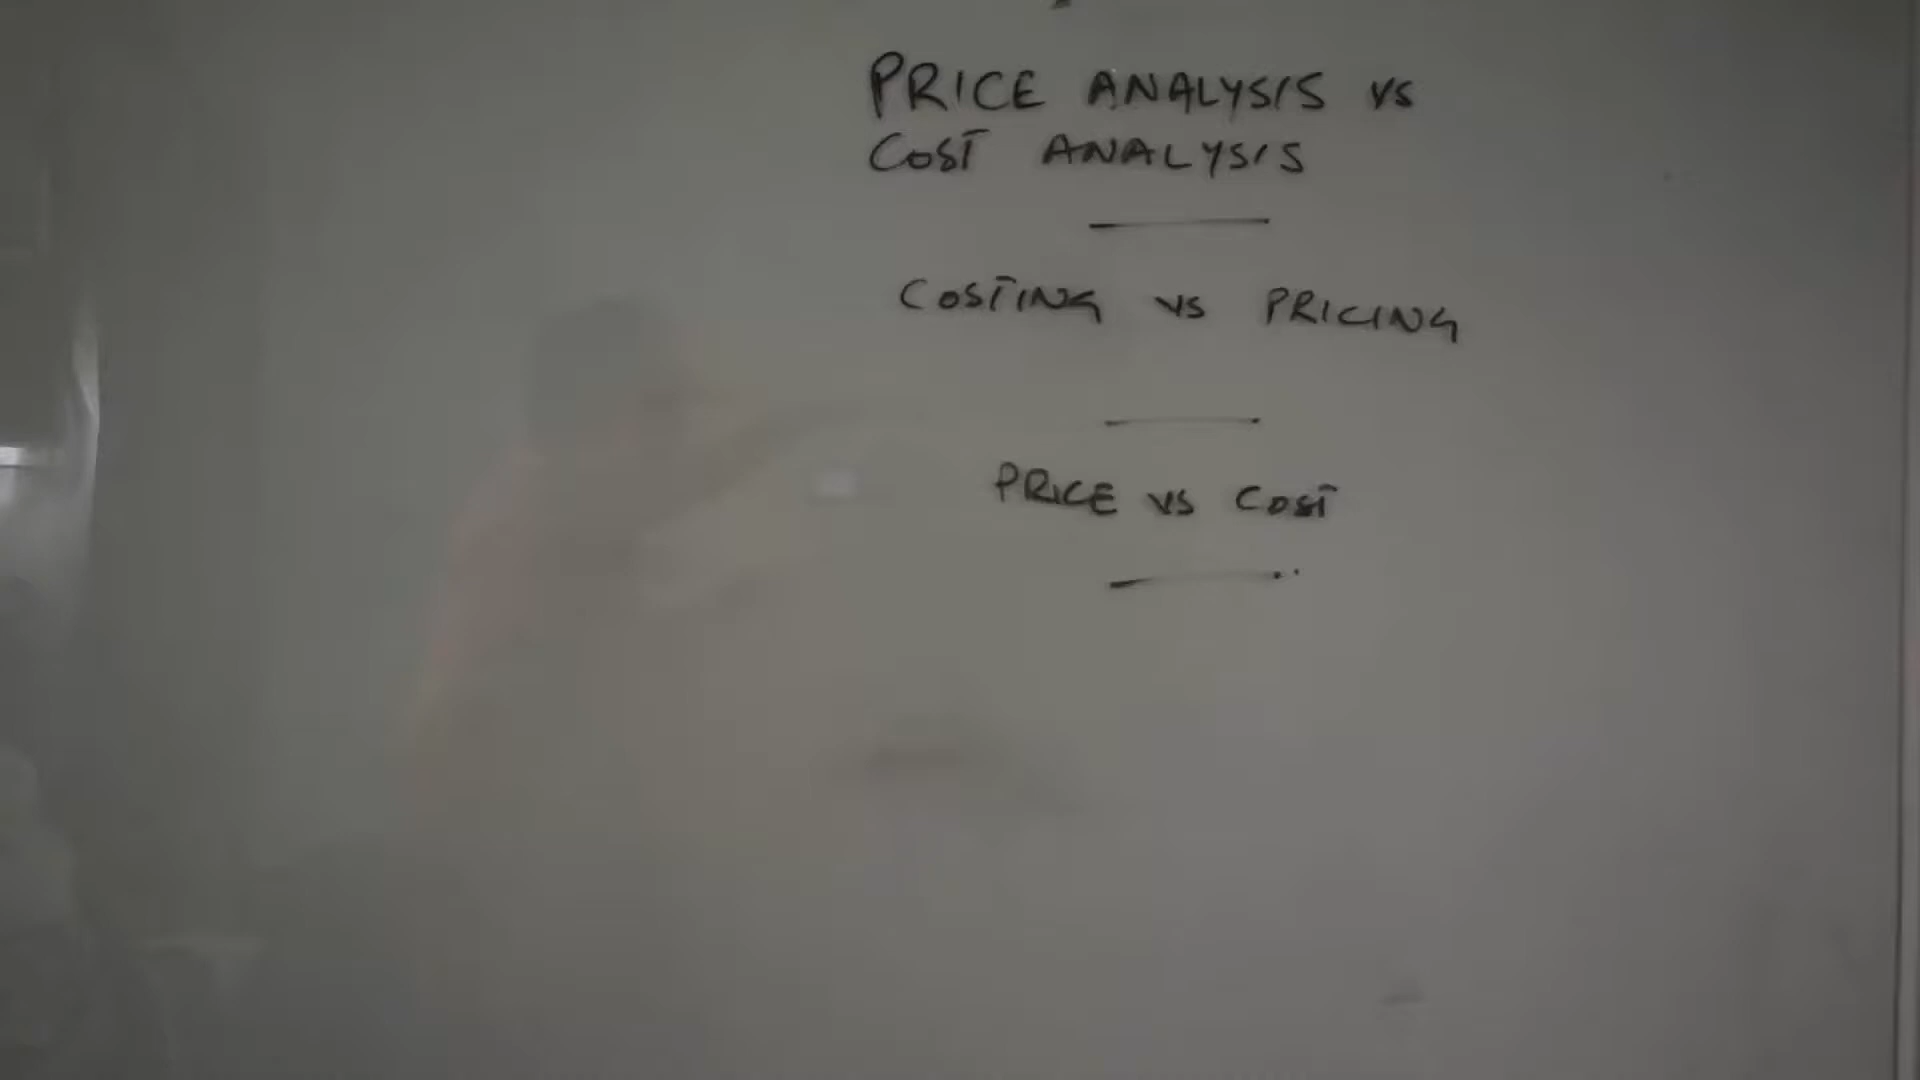 PRICE ANALYSIS vs
COST ANALYSIS
COSTING vs PRICING
PRICE vs COST